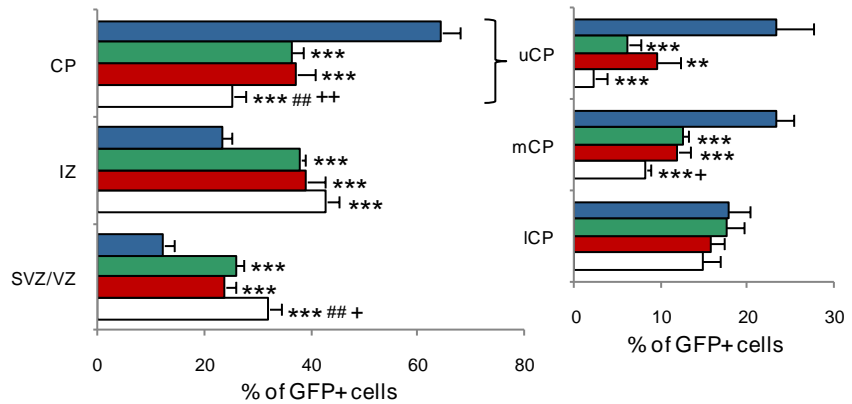 CP
***
***
*** ## ++
IZ
***
***
***
SVZ/VZ
***
***
*** ## +
0 20 40 60 80
% of GFP+ cells
uCP
***
**
***
mCP
***
***
*** +
lCP
0 10 20 30
% of GFP+ cells